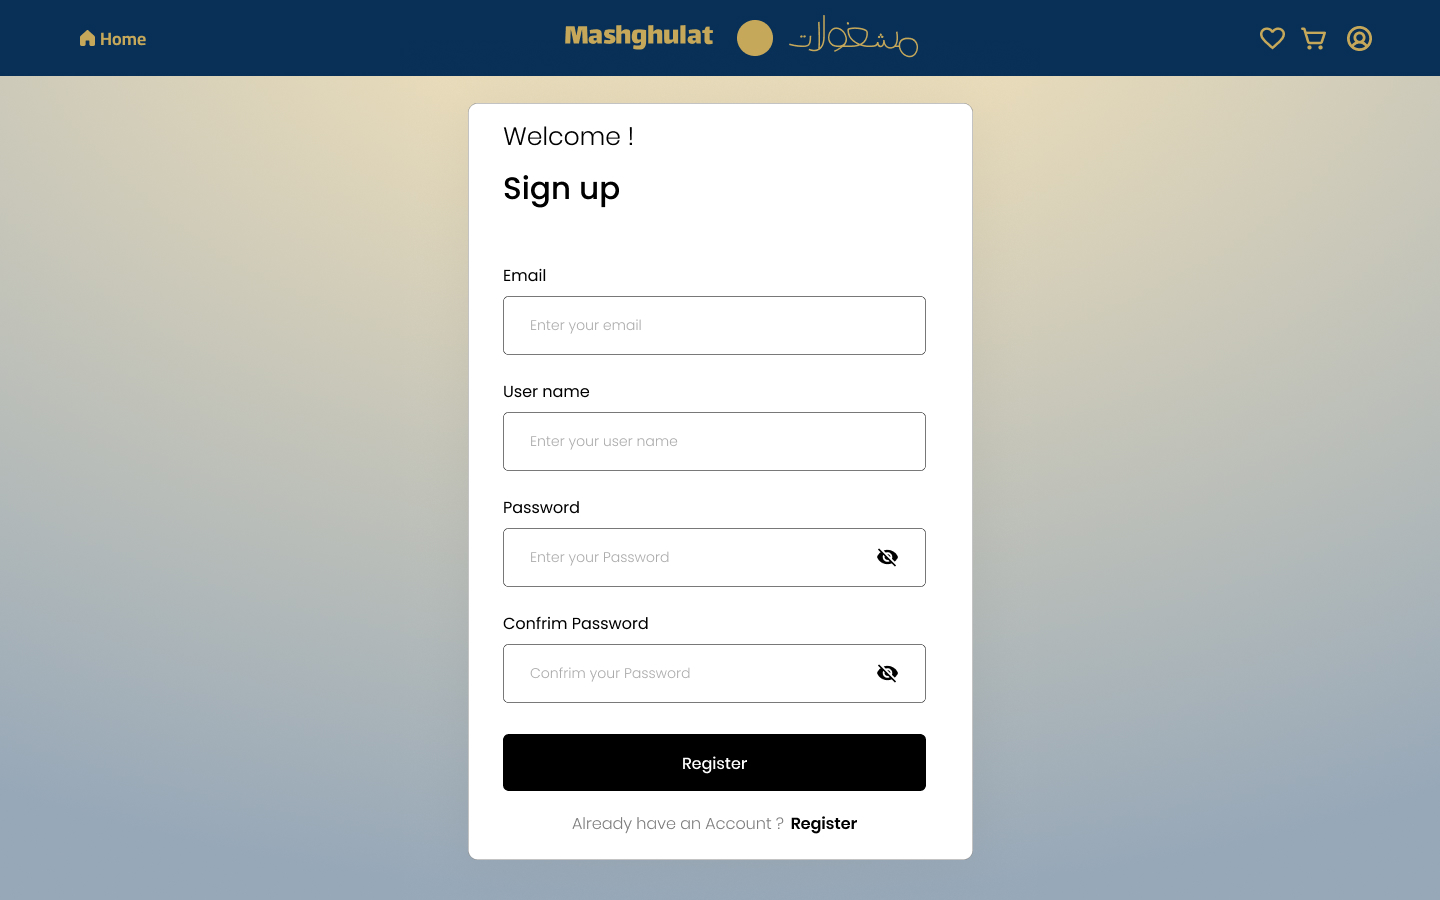 Home
Mashghulat
مشغولات
Welcome !
Sign up
Email
Enter your email
User name
Enter your user name
Password
Enter your Password
Confrim Password
Confrim your Password
Register
Already have an Account ? Register